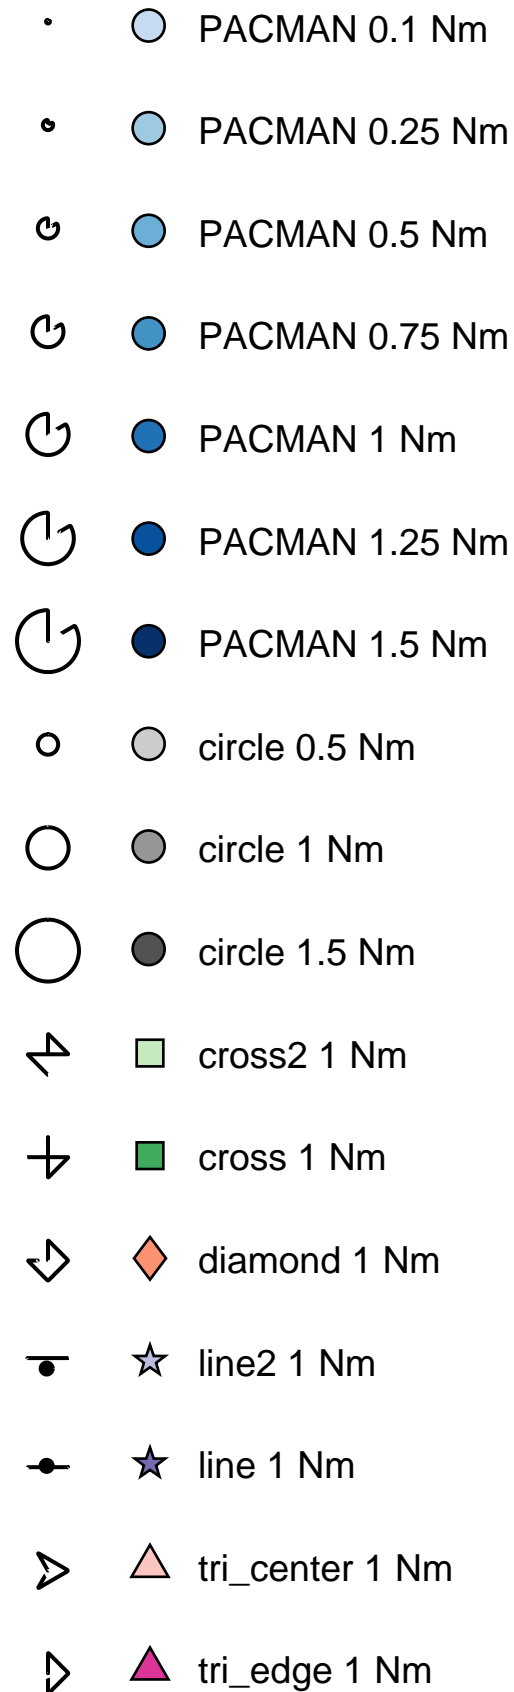 PACMAN 0.1 Nm
PACMAN 0.25 Nm
PACMAN 0.5 Nm
PACMAN 0.75 Nm
PACMAN 1 Nm
PACMAN 1.25 Nm
PACMAN 1.5 Nm
circle 0.5 Nm
circle 1 Nm
circle 1.5 Nm
cross2 1 Nm
cross 1 Nm
diamond 1 Nm
line2 1 Nm
line 1 Nm
tri_center 1 Nm
tri_edge 1 Nm